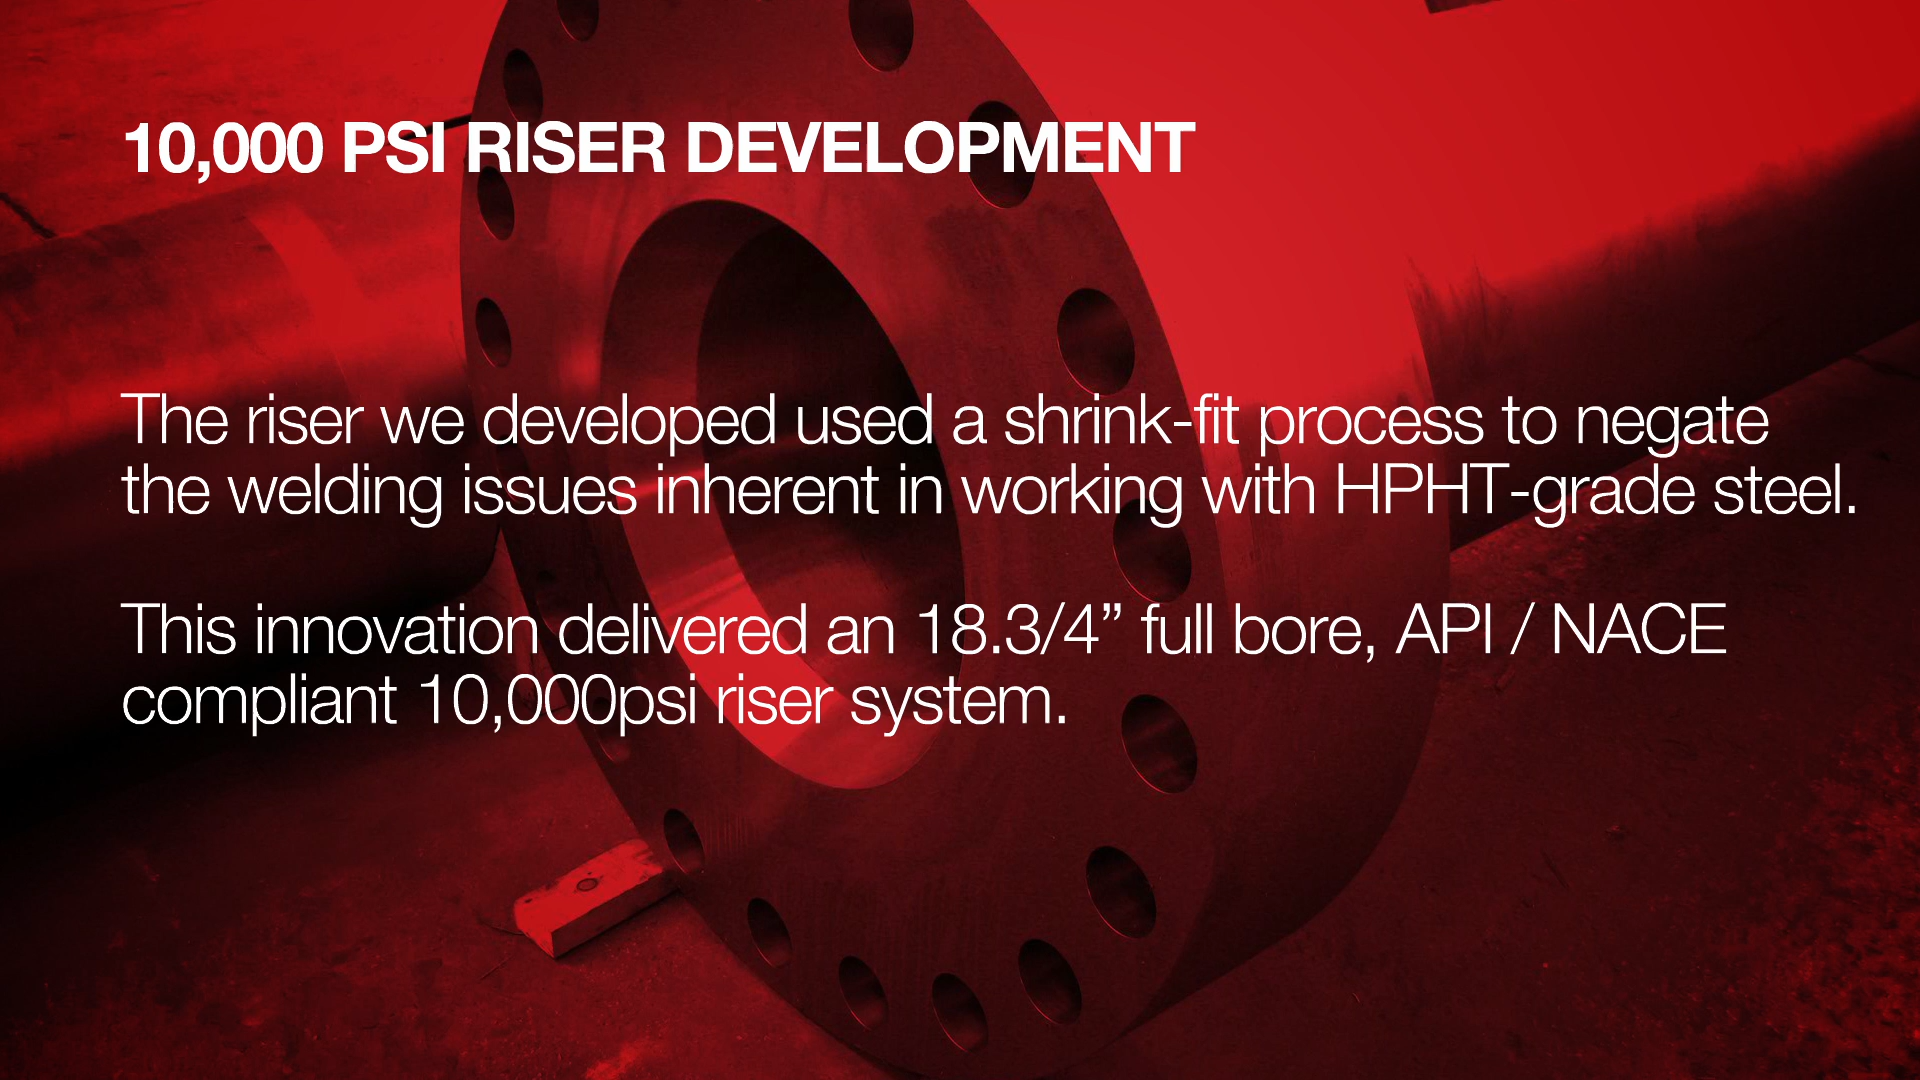 10,000 PSI RISER DEVELOPMENT
The riser we developed used a shrink-fit process to negate
the welding issues inherent in working with HPHT-grade steel.
This innovation delivered an 18.3/4” full bore, API / NACE
compliant 10,000psi riser system.